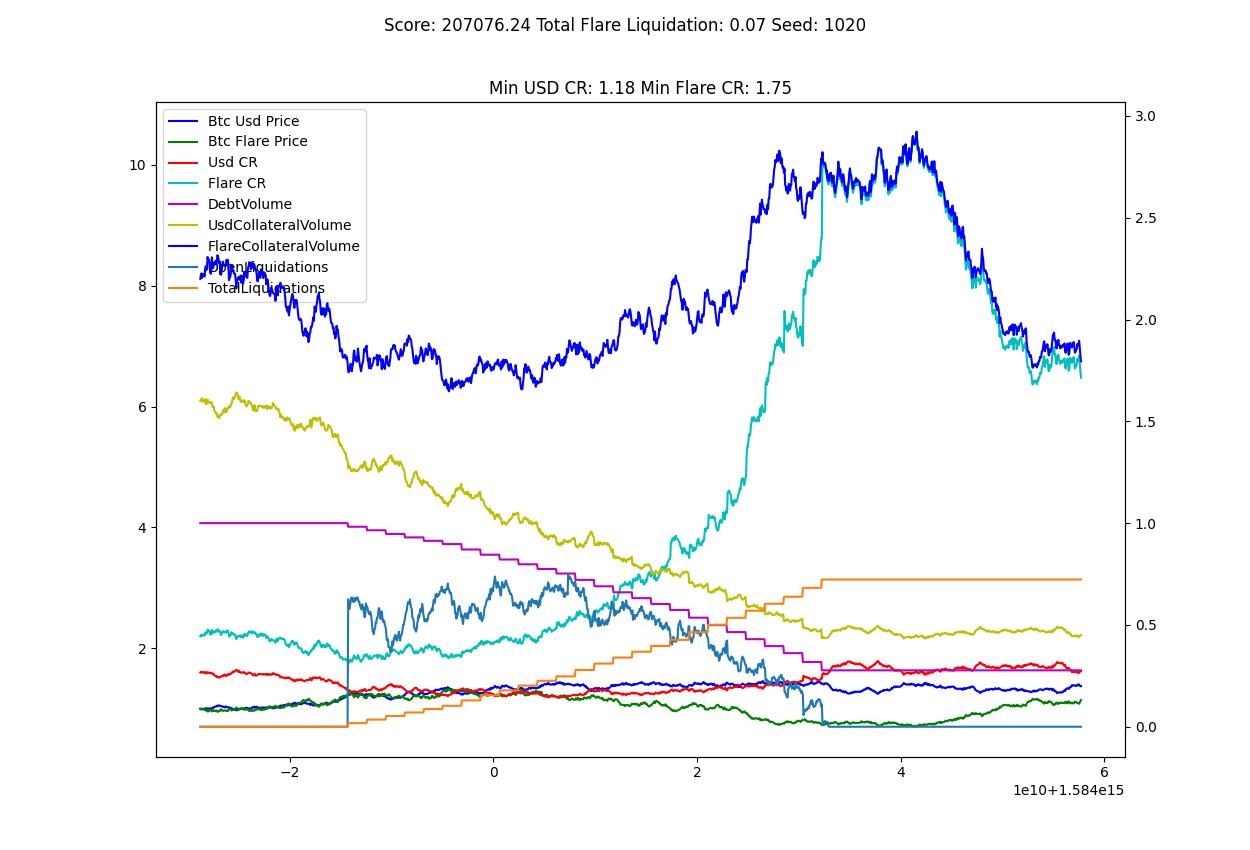 Score: 207076.24 Total Flare Liquidation: 0.07 Seed: 1020
Min USD CR: 1.18 Min Flare CR: 1.75
Btc Usd Price
Btc Flare Price
Usd CR
Flare CR
DebtVolume
UsdCollateralVolume
FlareCollateralVolume
OpenLiquidations
TotalLiquidations
10
8
6
4
2
3.0
2.5
2.0
1.5
1.0
0.5
0.0
−2
0
2
4
6
1e10+1.584e15